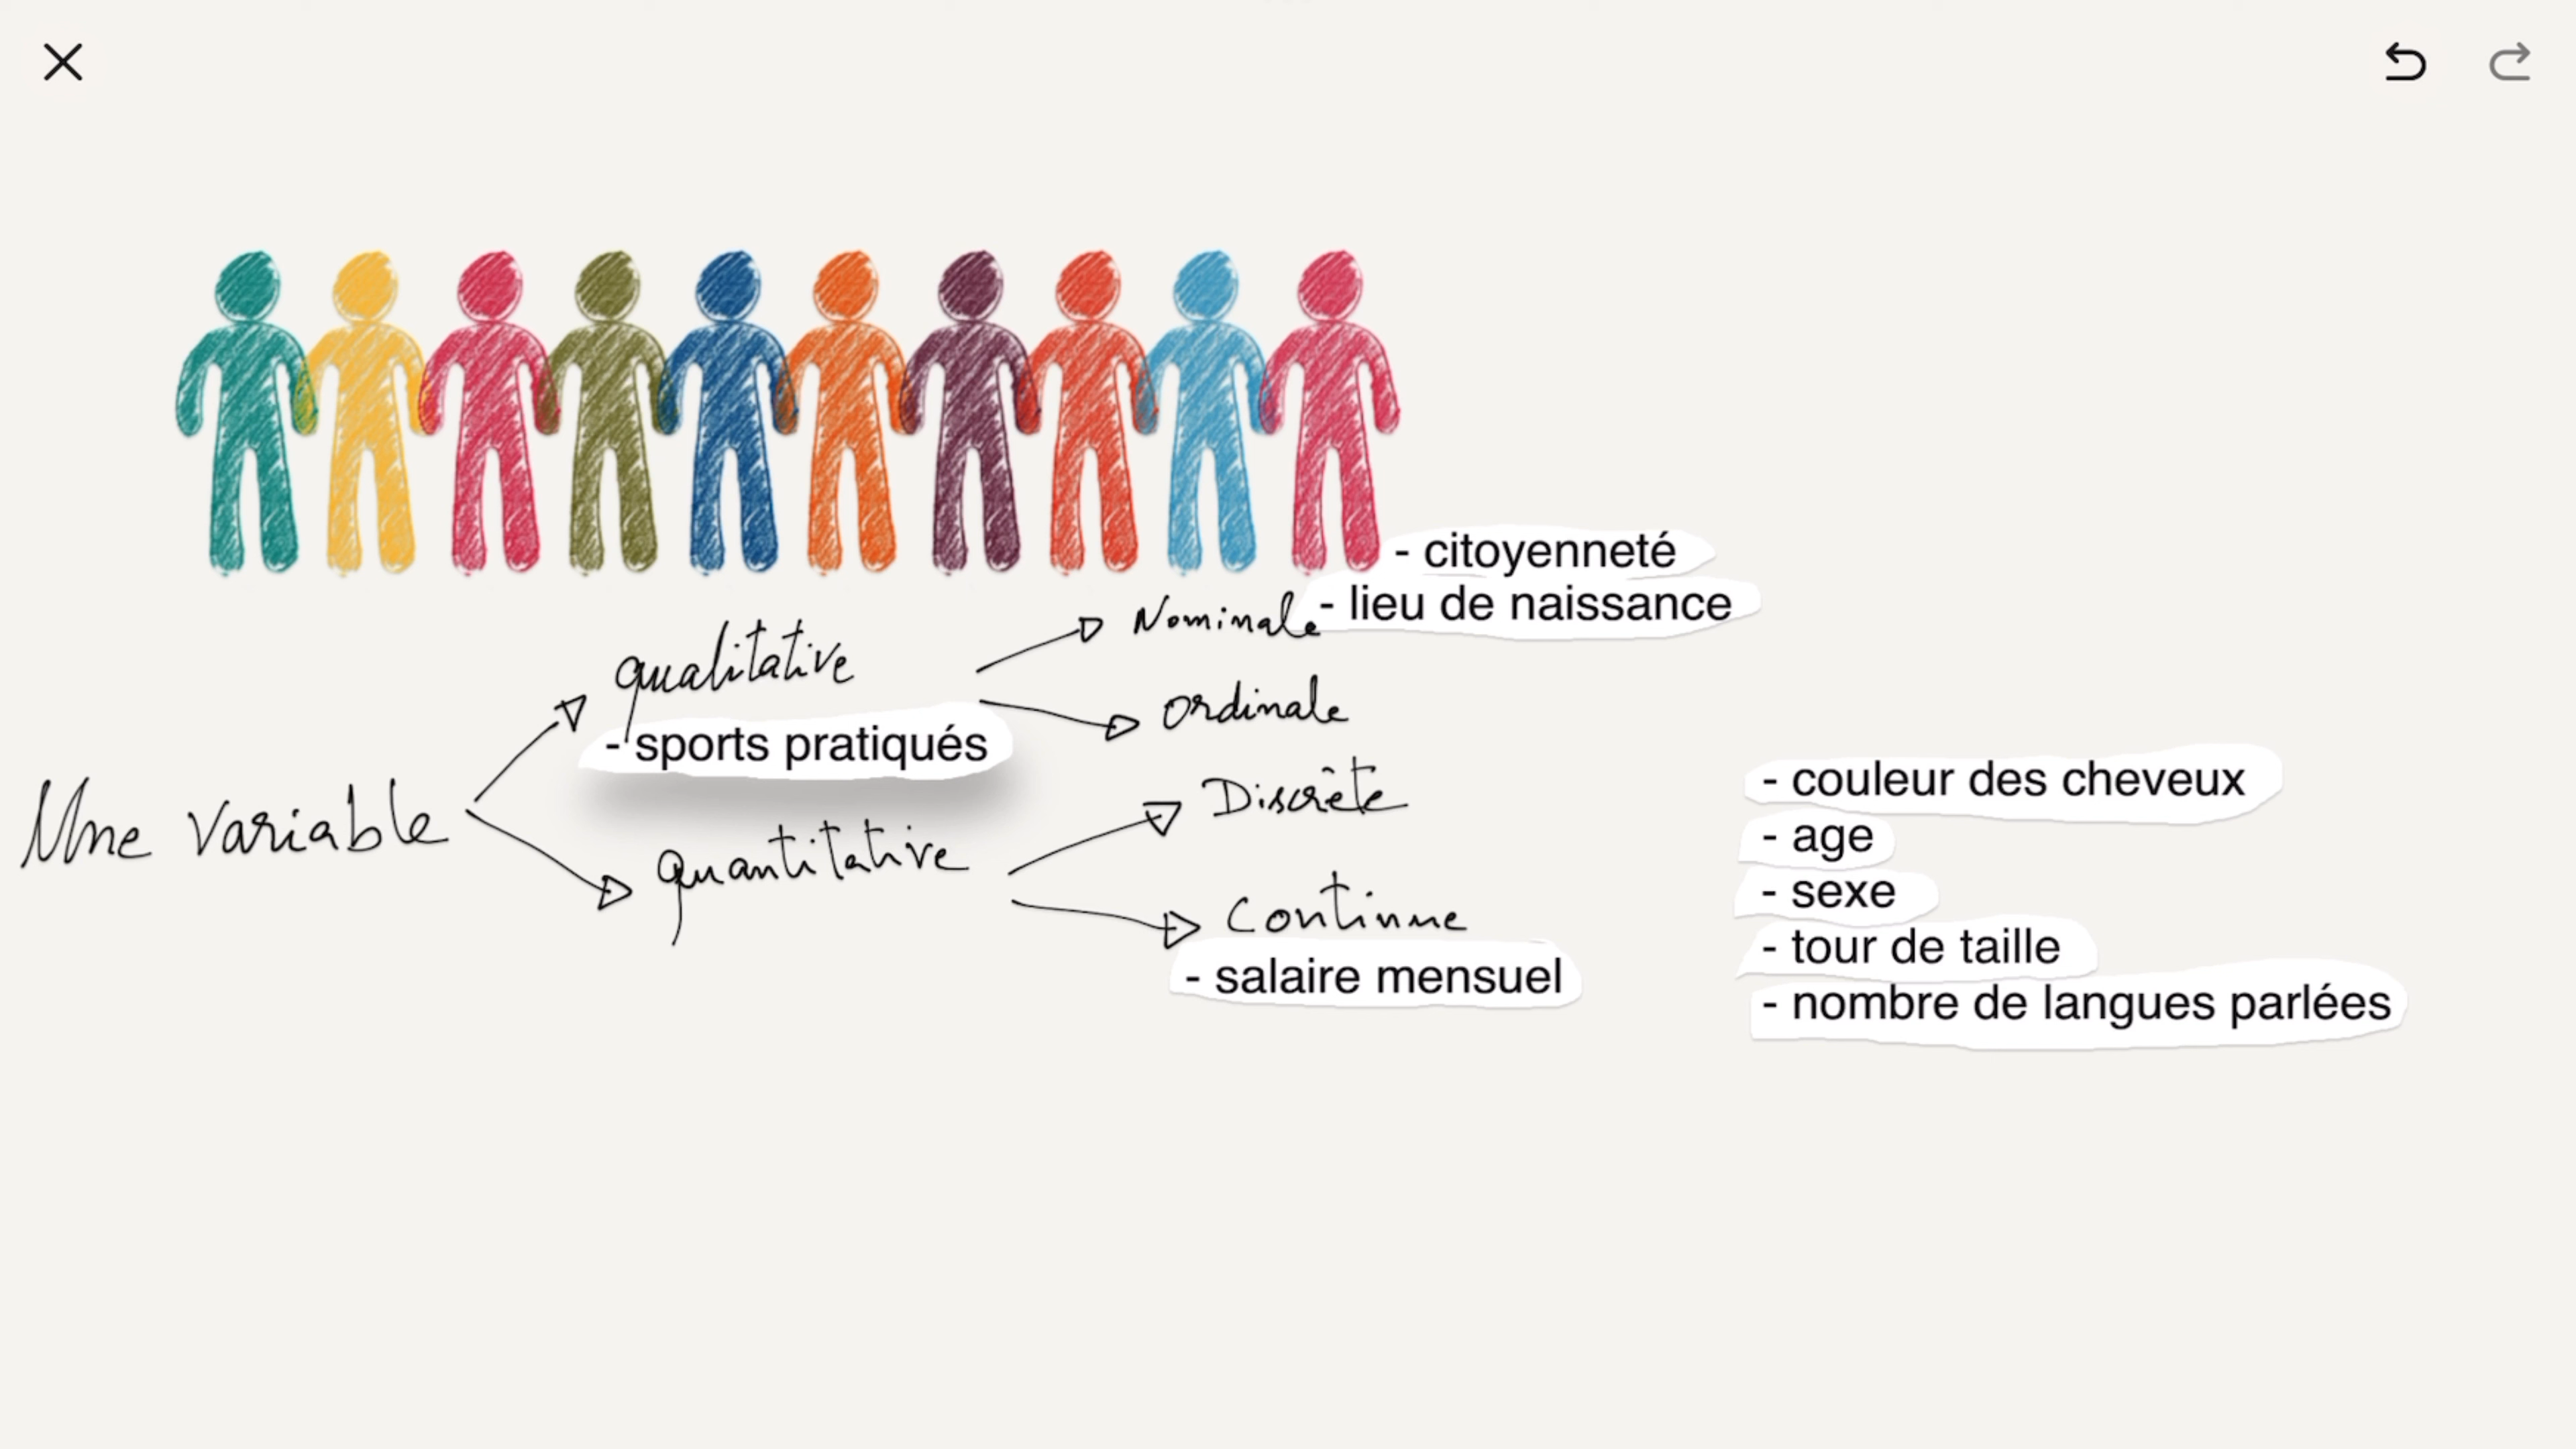 - citoyenneté
Nominale - lieu de naissance
qualitative
ordinale
- sports pratiqués
- couleur des cheveux
Discrète
Une variable
- age
quantitative
- sexe
Continue
- tour de taille
- salaire mensuel
- nombre de langues parlées